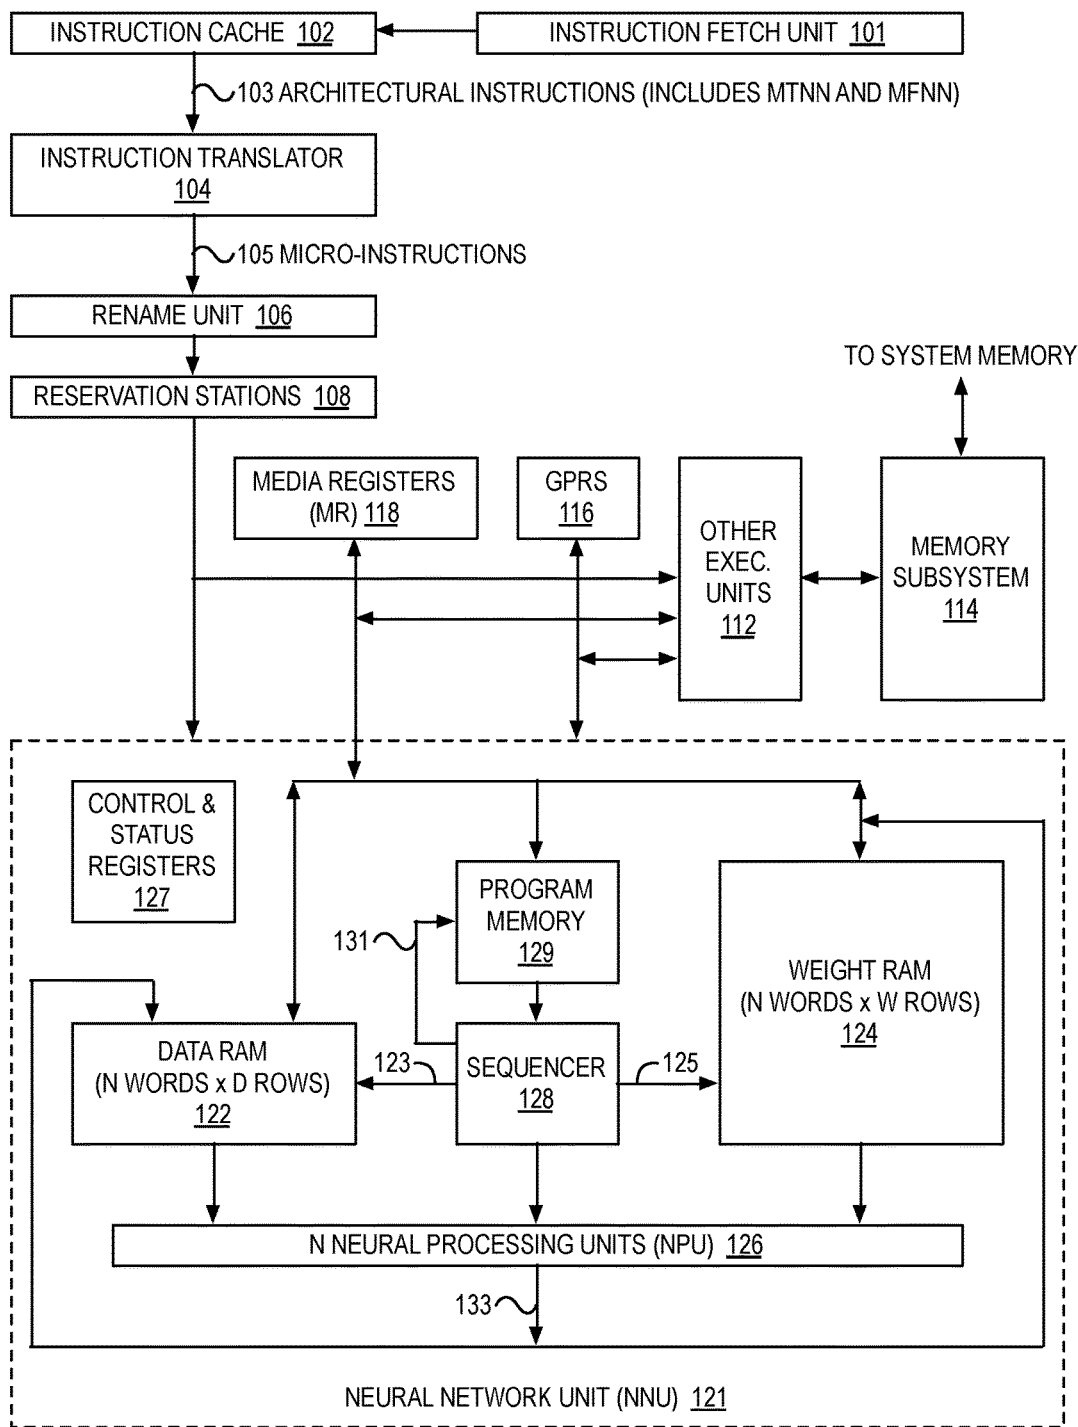 INSTRUCTION CACHE 102
INSTRUCTION FETCH UNIT 101
103 ARCHITECTURAL INSTRUCTIONS (INCLUDES MTNN AND MFNN)
INSTRUCTION TRANSLATOR
104
105 MICRO-INSTRUCTIONS
RENAME UNIT 106
RESERVATION STATIONS 108
TO SYSTEM MEMORY
MEDIA REGISTERS
(MR) 118
GPRS
116
OTHER
EXEC.
UNITS
112
MEMORY
SUBSYSTEM
114
CONTROL &
STATUS
REGISTERS
127
PROGRAM
MEMORY
129
131
WEIGHT RAM
(N WORDS x W ROWS)
124
DATA RAM
(N WORDS x D ROWS)
122
123
SEQUENCER
128
125
N NEURAL PROCESSING UNITS (NPU) 126
133
NEURAL NETWORK UNIT (NNU) 121